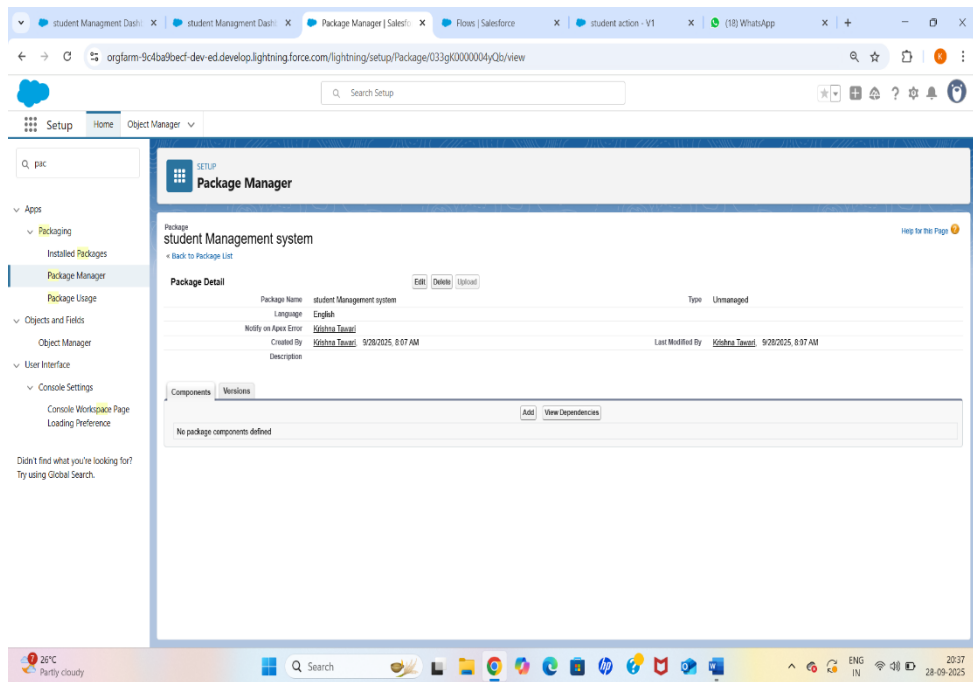 student Managment Dashb
student Managment Dashb
Package Manager | Salesfo
Flows | Salesforce
student action - V1
(18) WhatsApp
orgfarm-9c4ba9becf-dev-ed.develop.lightning.force.com/lightning/setup/Package/033gK0000004yQb/view
K
Search Setup
Setup
Home
Object Manager
pac
SETUP
Package Manager
Apps
Packaging
Installed Packages
Package Manager
Package Usage
Objects and Fields
Object Manager
User Interface
Console Settings
Console Workspace Page
Loading Preference
Didn't find what you're looking for?
Try using Global Search.
Package
student Management system
Help for this Page
« Back to Package List
Package Detail
Edit Delete Upload
Package Name student Management system Type Unmanaged
Language English
Notify on Apex Error Krishna Tawari
Created By Krishna Tawari, 9/28/2025, 8:07 AM Last Modified By Krishna Tawari, 9/28/2025, 8:07 AM
Description
Components Versions
Add View Dependencies
No package components defined
7
26°C
Partly cloudy
Search
ENG
IN
20:37
28-09-2025